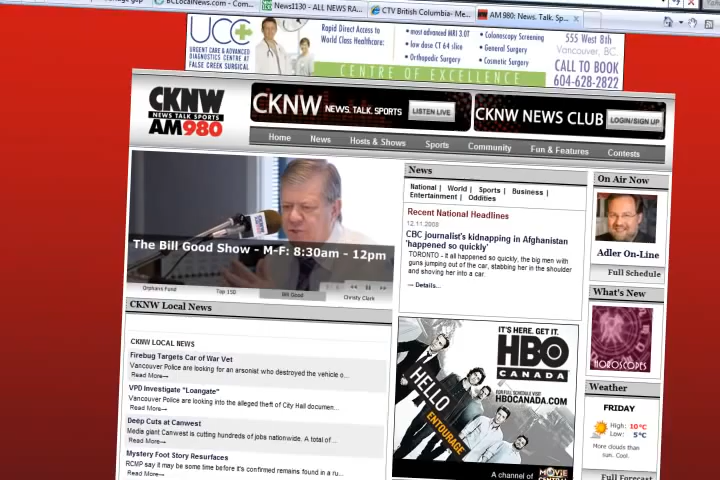 BCLocalNews.com - Com...
News1130 - ALL NEWS RA...
CTV British Columbia- Me...
AM 980: News. Talk. Sp...
UCC+
URGENT CARE & ADVANCED
DIAGNOSTICS CENTRE AT
FALSE CREEK SURGICAL
Rapid Direct Access to
World Class Healthcare:
• most advanced MRI 3.0T
• low dose CT 64 slice
• Orthopedic Surgery
• Colonoscopy Screening
• General Surgery
• Cosmetic Surgery
CENTRE OF EXCELLENCE
555 West 8th
Vancouver, BC
CALL TO BOOK
604-628-2822
CKNW
NEWS TALK SPORTS
AM980
CKNW NEWS. TALK. SPORTS
LISTEN LIVE
CKNW NEWS CLUB
LOGIN/SIGN UP
Home
News
Hosts & Shows
Sports
Community
Fun & Features
Contests
The Bill Good Show - M-F: 8:30am - 12pm
Orphans Fund
Top 150
Bill Good
Christy Clark
CKNW Local News
CKNW LOCAL NEWS
Firebug Targets Car of War Vet
Vancouver Police are looking for an arsonist who destroyed the vehicle o...
Read More→
VPD Investigate "Loangate"
Vancouver Police are looking into the alleged theft of City Hall documen...
Read More→
Deep Cuts at Canwest
Media giant Canwest is cutting hundreds of jobs nationwide. A total of...
Read More→
Mystery Foot Story Resurfaces
RCMP say it may be some time before it's confirmed remains found in a ru...
Read More→
News
National | World | Sports | Business |
Entertainment | Oddities
Recent National Headlines
12.11.2008
CBC journalist's kidnapping in Afghanistan
'happened so quickly'
TORONTO - It all happened so quickly, the big men with
guns jumping out of the car, stabbing her in the shoulder
and shoving her into a car.
→ Details...
IT'S HERE. GET IT.
HBO
CANADA
FOR FULL SCHEDULE VISIT
HBOCANADA.COM
HELLO
ENTOURAGE
A channel of
MOVIE
CENTRAL
On Air Now
Adler On-Line
Full Schedule
What's New
HOROSCOPES
Weather
FRIDAY
High: 10°C
Low: 5°C
More clouds than
sun. Cool.
Full Forecast